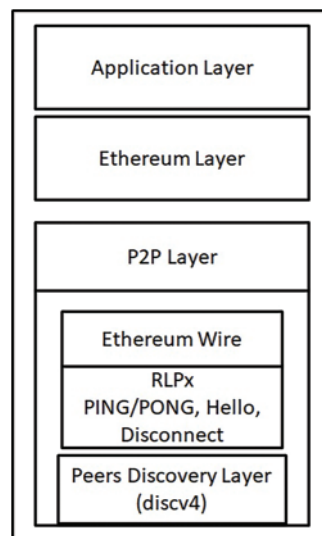 Application Layer
Ethereum Layer
P2P Layer
Ethereum Wire
RLPx
PING/PONG, Hello,
Disconnect
Peers Discovery Layer
(discv4)